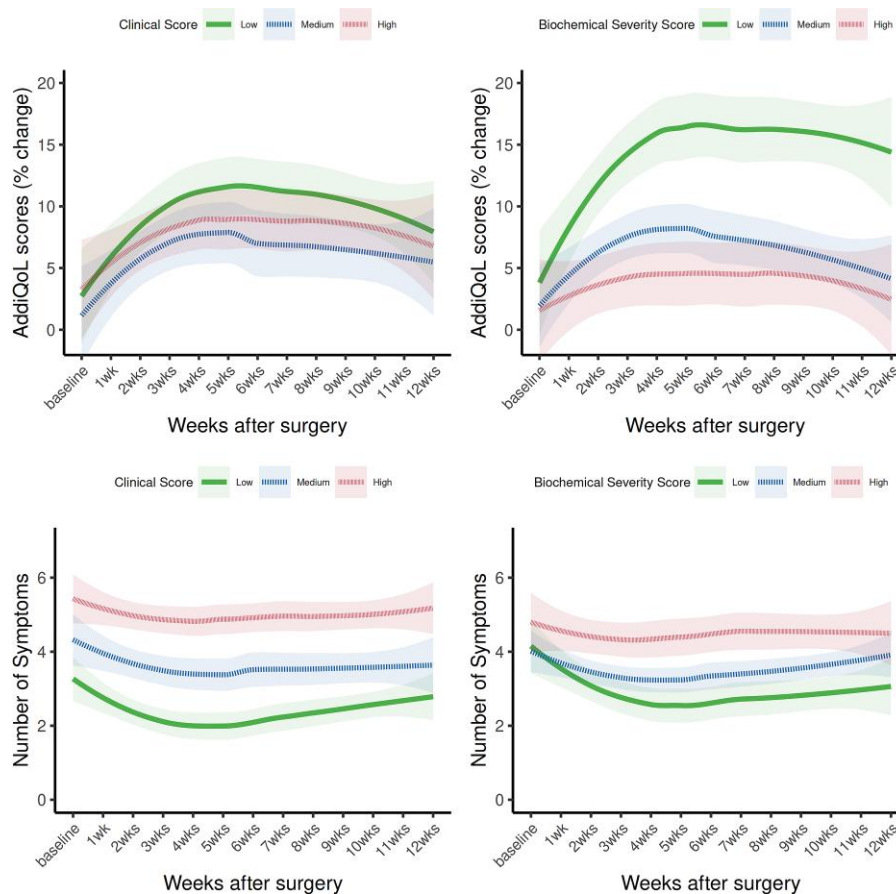 Clinical Score Low Medium High
AddiQoL scores (% change)
20
15
10
5
0
baseline 1wk 2wks 3wks 4wks 5wks 6wks 7wks 8wks 9wks 10wks 11wks 12wks
Weeks after surgery
Biochemical Severity Score Low Medium High
AddiQoL scores (% change)
20
15
10
5
0
baseline 1wk 2wks 3wks 4wks 5wks 6wks 7wks 8wks 9wks 10wks 11wks 12wks
Weeks after surgery
Clinical Score Low Medium High
Number of Symptoms
6
4
2
0
baseline 1wk 2wks 3wks 4wks 5wks 6wks 7wks 8wks 9wks 10wks 11wks 12wks
Weeks after surgery
Biochemical Severity Score Low Medium High
Number of Symptoms
6
4
2
0
baseline 1wk 2wks 3wks 4wks 5wks 6wks 7wks 8wks 9wks 10wks 11wks 12wks
Weeks after surgery